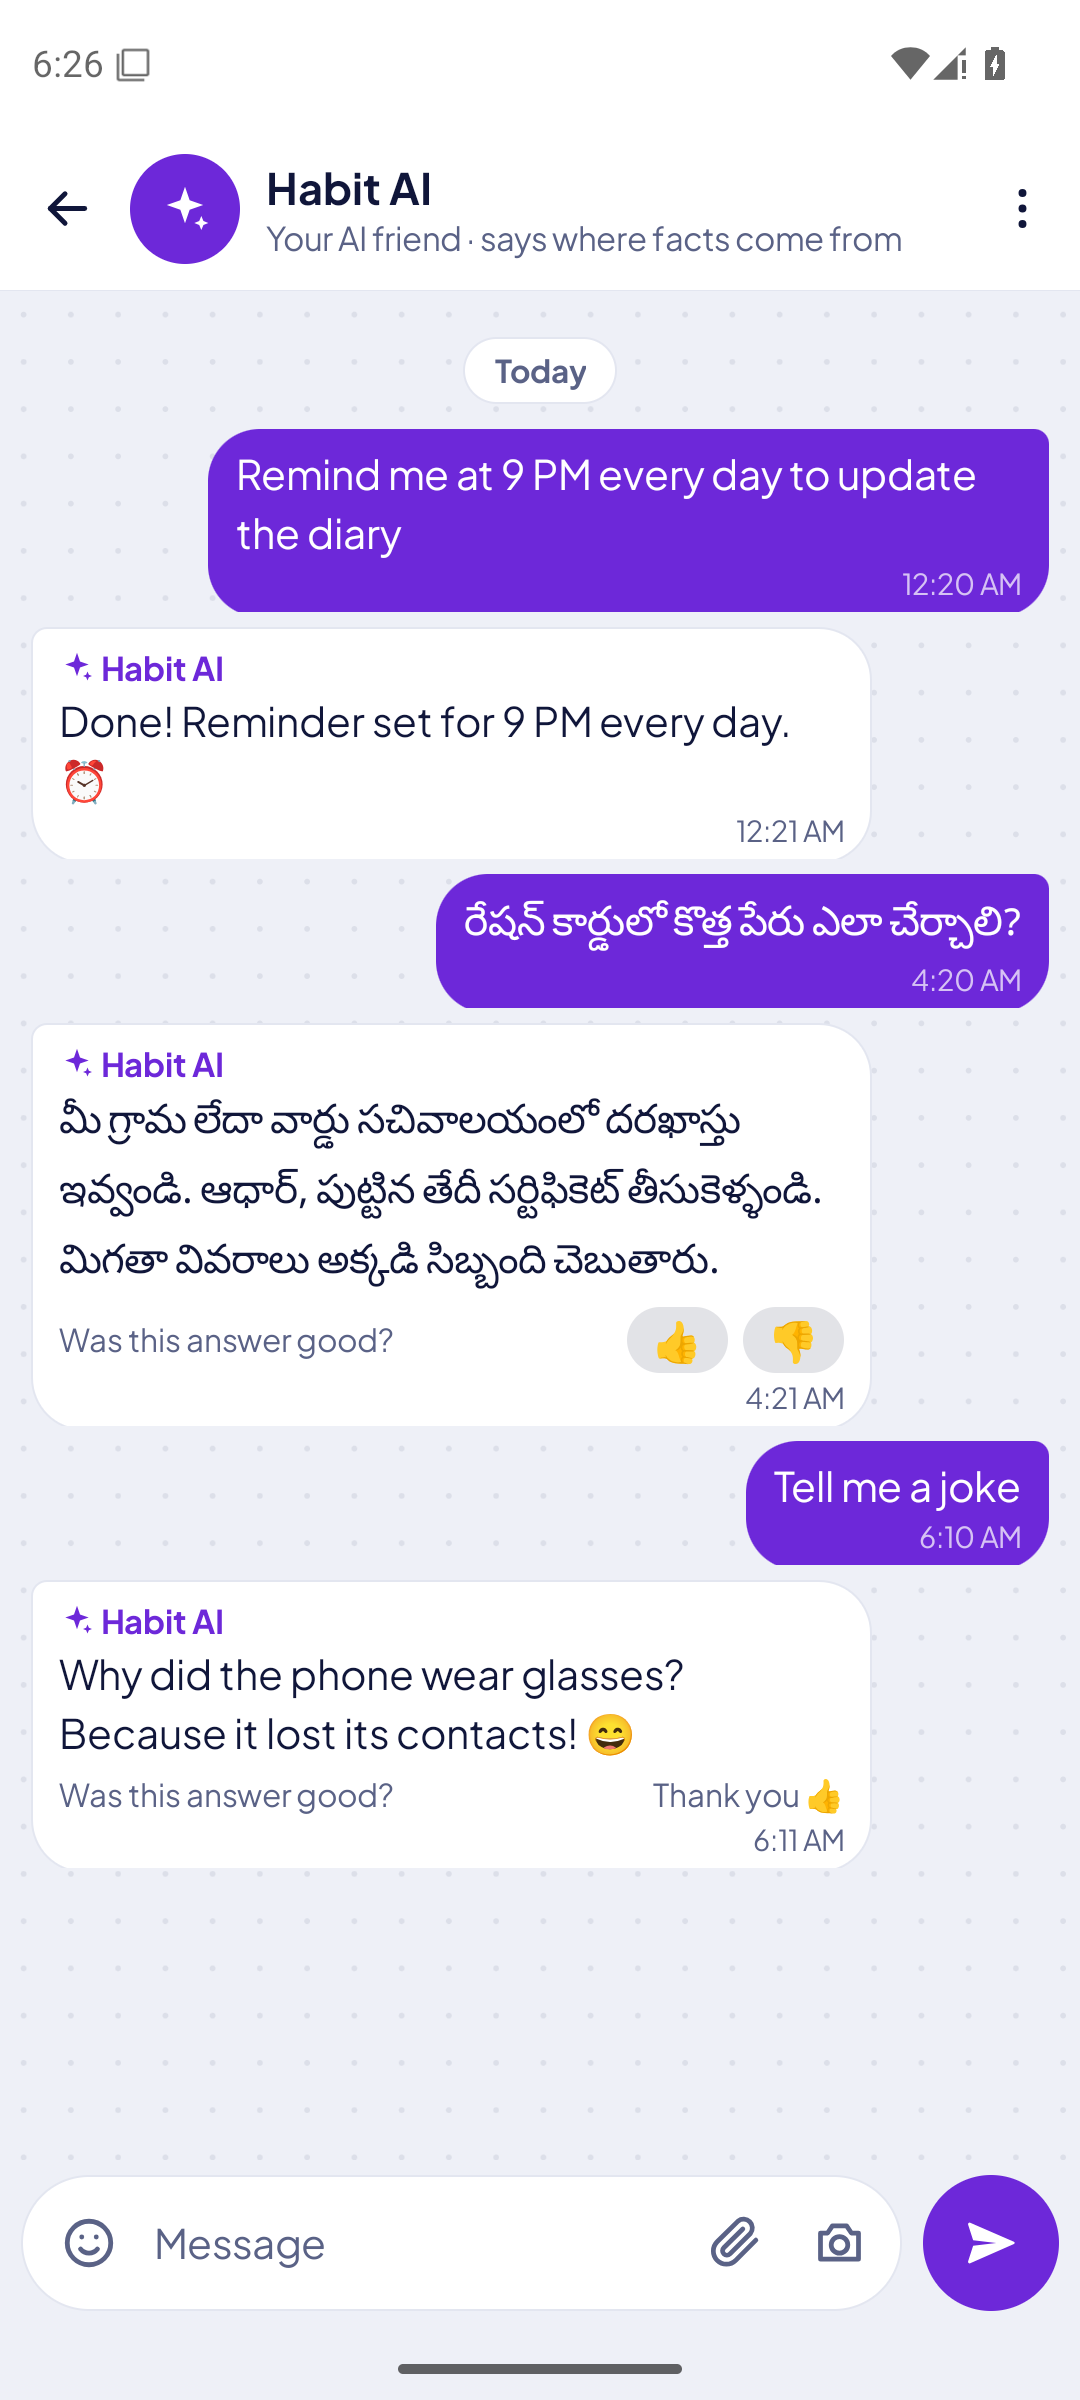 6:26
Habit AI
Your AI friend · says where facts come from
Today
Remind me at 9 PM every day to update
the diary
12:20 AM
Habit AI
Done! Reminder set for 9 PM every day.
⏰
12:21 AM
రేషన్ కార్డులో కొత్త పేరు ఎలా చేర్చాలి?
4:20 AM
Habit AI
మీ గ్రామ లేదా వార్డు సచివాలయంలో దరఖాస్తు
ఇవ్వండి. ఆధార్, పుట్టిన తేదీ సర్టిఫికెట్ తీసుకెళ్ళండి.
మిగతా వివరాలు అక్కడి సిబ్బంది చెబుతారు.
Was this answer good? 👍 👎
4:21 AM
Tell me a joke
6:10 AM
Habit AI
Why did the phone wear glasses?
Because it lost its contacts! 😄
Was this answer good? Thank you 👍
6:11 AM
Message